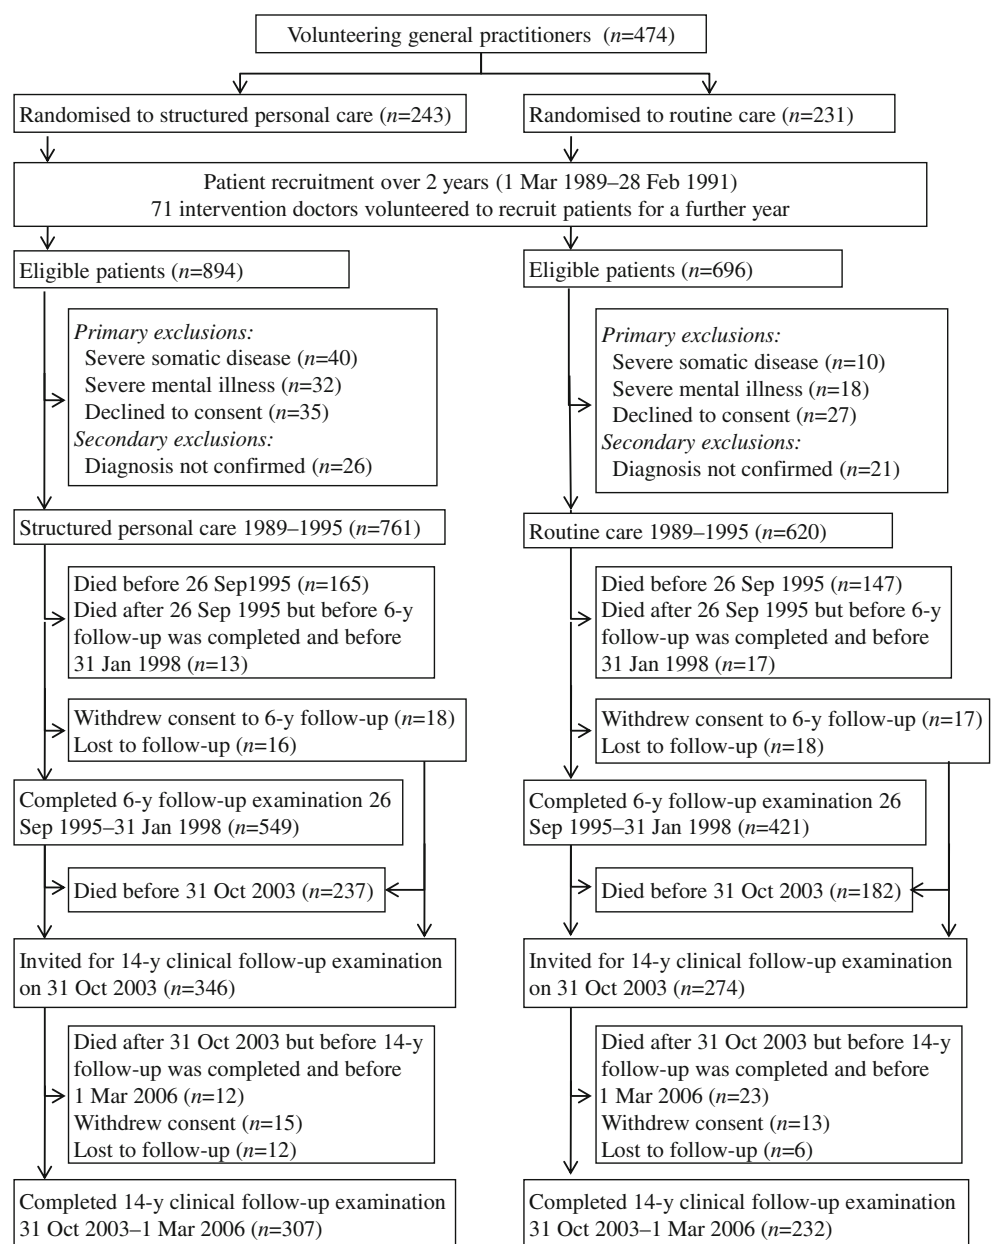 Volunteering general practitioners (n=474)
Randomised to structured personal care (n=243)
Randomised to routine care (n=231)
Patient recruitment over 2 years (1 Mar 1989–28 Feb 1991)
71 intervention doctors volunteered to recruit patients for a further year
Eligible patients (n=894)
Eligible patients (n=696)
Primary exclusions:
Severe somatic disease (n=40)
Severe mental illness (n=32)
Declined to consent (n=35)
Secondary exclusions:
Diagnosis not confirmed (n=26)
Primary exclusions:
Severe somatic disease (n=10)
Severe mental illness (n=18)
Declined to consent (n=27)
Secondary exclusions:
Diagnosis not confirmed (n=21)
Structured personal care 1989–1995 (n=761)
Routine care 1989–1995 (n=620)
Died before 26 Sep1995 (n=165)
Died after 26 Sep 1995 but before 6-y
follow-up was completed and before
31 Jan 1998 (n=13)
Died before 26 Sep 1995 (n=147)
Died after 26 Sep 1995 but before 6-y
follow-up was completed and before
31 Jan 1998 (n=17)
Withdrew consent to 6-y follow-up (n=18)
Lost to follow-up (n=16)
Withdrew consent to 6-y follow-up (n=17)
Lost to follow-up (n=18)
Completed 6-y follow-up examination 26
Sep 1995–31 Jan 1998 (n=549)
Completed 6-y follow-up examination 26
Sep 1995–31 Jan 1998 (n=421)
Died before 31 Oct 2003 (n=237)
Died before 31 Oct 2003 (n=182)
Invited for 14-y clinical follow-up examination
on 31 Oct 2003 (n=346)
Invited for 14-y clinical follow-up examination
on 31 Oct 2003 (n=274)
Died after 31 Oct 2003 but before 14-y
follow-up was completed and before
1 Mar 2006 (n=12)
Withdrew consent (n=15)
Lost to follow-up (n=12)
Died after 31 Oct 2003 but before 14-y
follow-up was completed and before
1 Mar 2006 (n=23)
Withdrew consent (n=13)
Lost to follow-up (n=6)
Completed 14-y clinical follow-up examination
31 Oct 2003–1 Mar 2006 (n=307)
Completed 14-y clinical follow-up examination
31 Oct 2003–1 Mar 2006 (n=232)